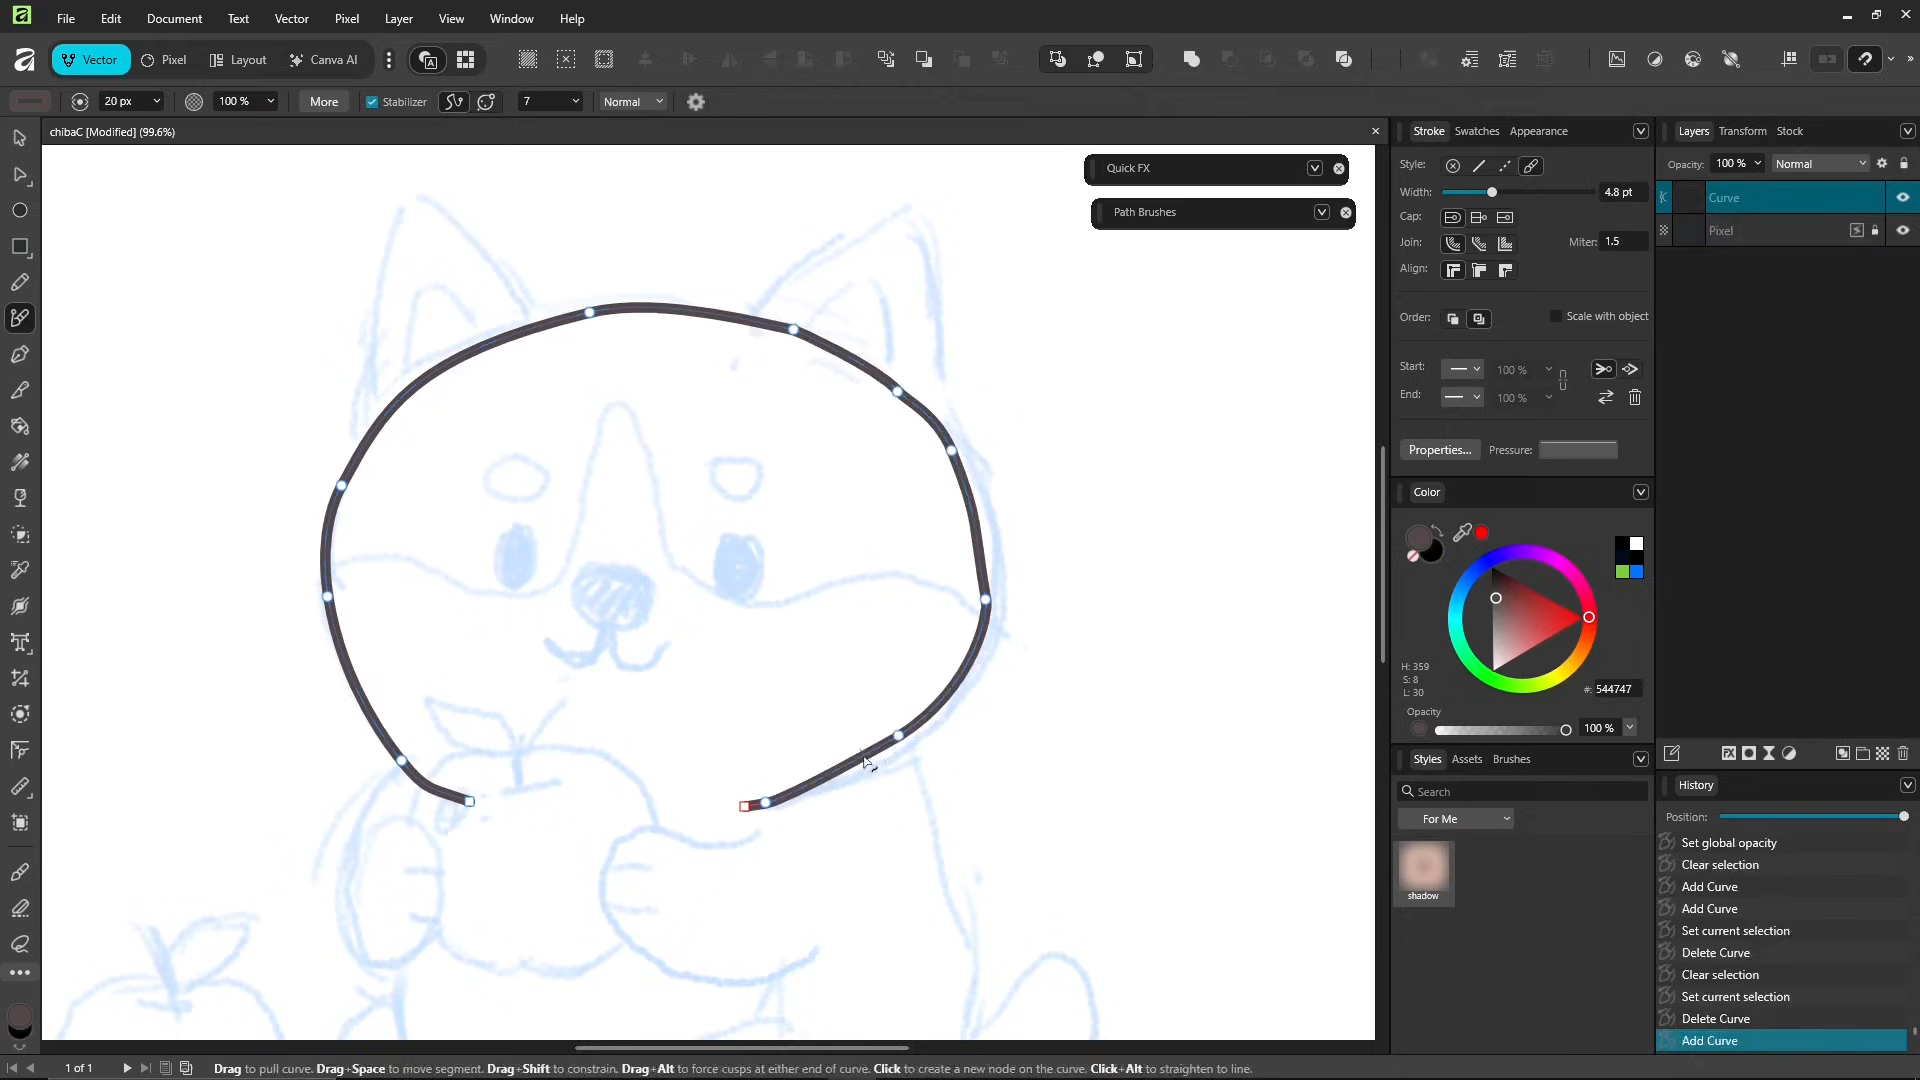 File Edit Document Text Vector Pixel Layer View Window Help
Vector Pixel Layout Canva AI
20 px 100 % More Stabilizer 7 Normal
chibaC [Modified] (99.6%)
Quick FX
Path Brushes
Stroke Swatches Appearance
Style:
Width: 4.8 pt
Cap:
Join: Miter: 1.5
Align:
Order: Scale with object
Start: 100 %
End: 100 %
Properties... Pressure:
Color
H: 359
S: 8
L: 30
#: 544747
Opacity
100 %
Styles Assets Brushes
Search
For Me
shadow
Layers Transform Stock
Opacity: 100 % Normal
Curve
Pixel
History
Position:
Set global opacity
Clear selection
Add Curve
Add Curve
Set current selection
Delete Curve
Clear selection
Set current selection
Delete Curve
Add Curve
1 of 1 Drag to pull curve. Drag+Space to move segment. Drag+Shift to constrain. Drag+Alt to force cusps at either end of curve. Click to create a new node on the curve. Click+Alt to straighten to line.